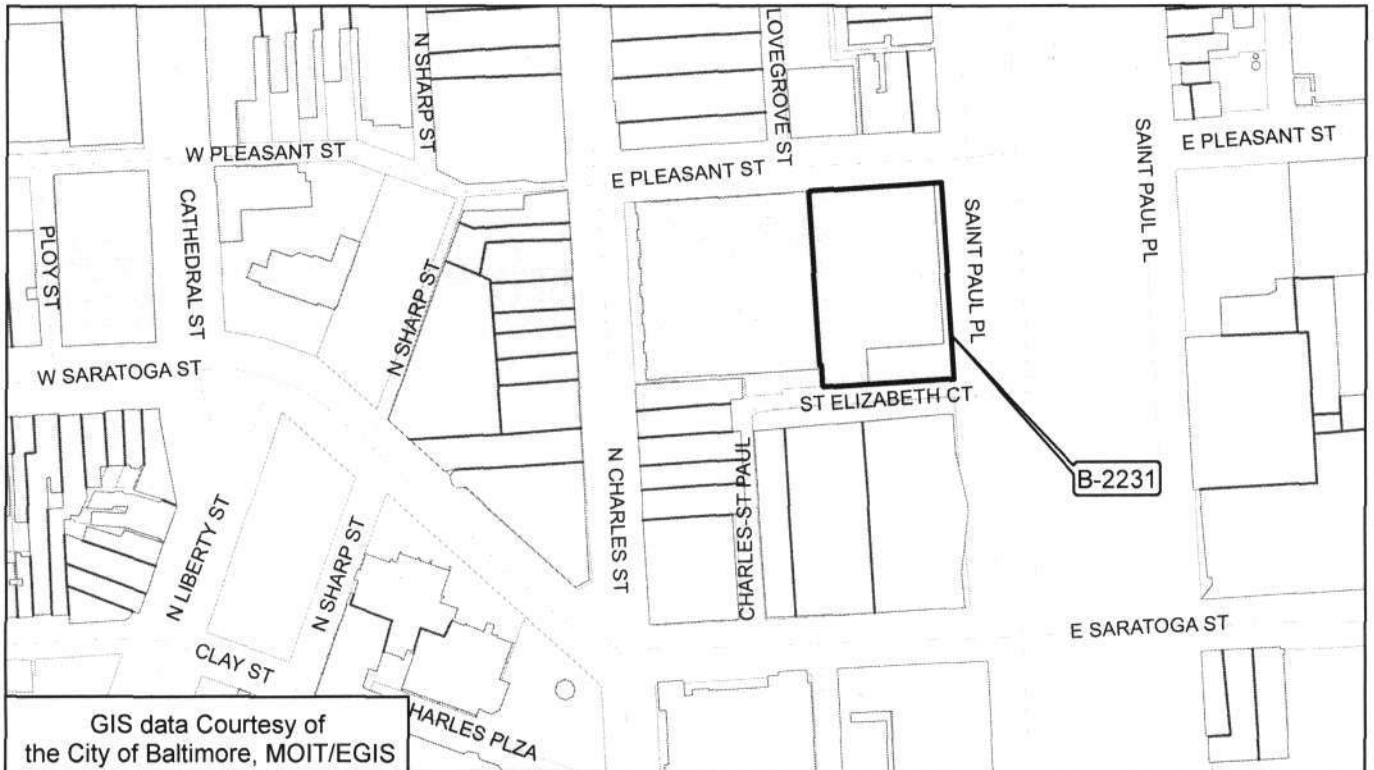 N SHARP ST
LOVEGROVE ST
W PLEASANT ST
E PLEASANT ST
SAINT PAUL PL
E PLEASANT ST
PLOY ST
CATHEDRAL ST
N SHARP ST
SAINT PAUL PL
W SARATOGA ST
ST ELIZABETH CT
N CHARLES ST
CHARLES-ST PAUL
B-2231
N LIBERTY ST
N SHARP ST
CLAY ST
E SARATOGA ST
HARLES PLZA
GIS data Courtesy of
the City of Baltimore, MOIT/EGIS